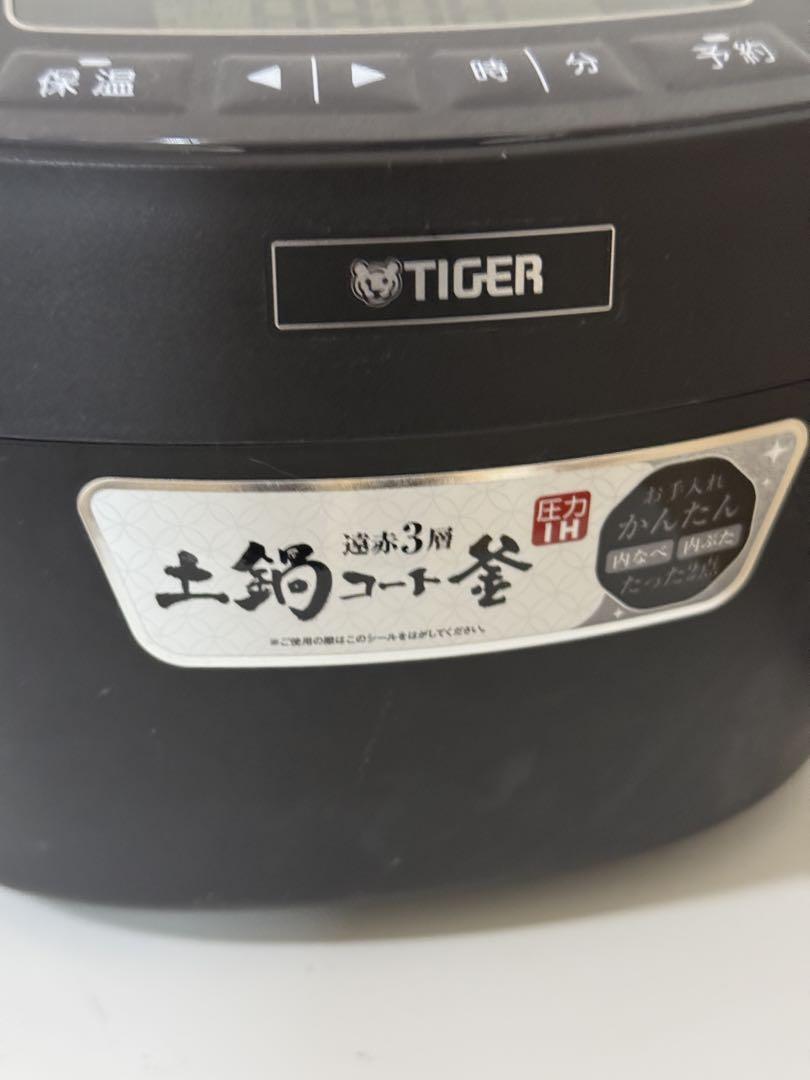 保温
時 分
予約
TIGER
遠赤3層
土鍋コート釜
圧力
IH
※ご使用の際はこのシールをはがしてください。
お手入れ
かんたん
内なべ 内ぶた
たった2点